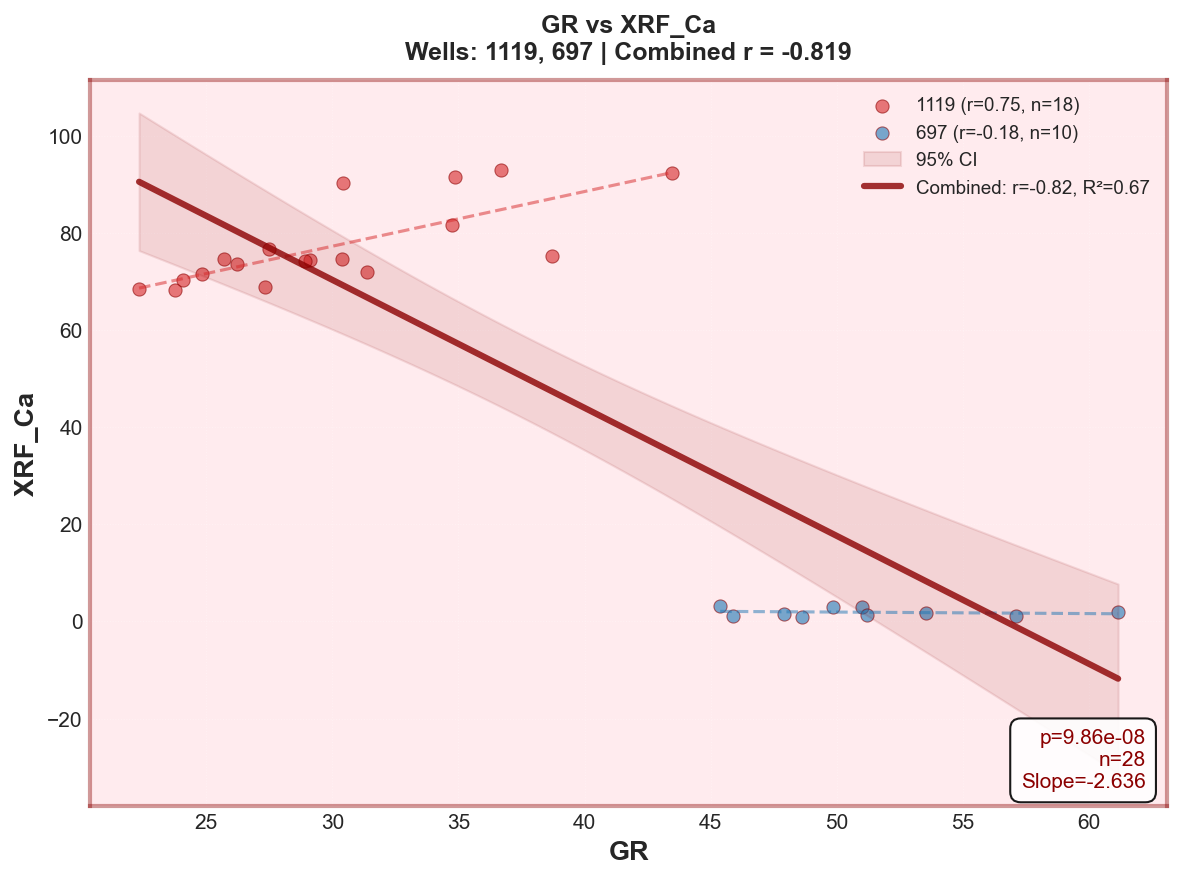 GR vs XRF_Ca
Wells: 1119, 697 | Combined r = -0.819
1119 (r=0.75, n=18)
697 (r=-0.18, n=10)
95% CI
Combined: r=-0.82, R²=0.67
XRF_Ca
100
80
60
40
20
0
−20
p=9.86e-08
n=28
Slope=-2.636
25 30 35 40 45 50 55 60
GR